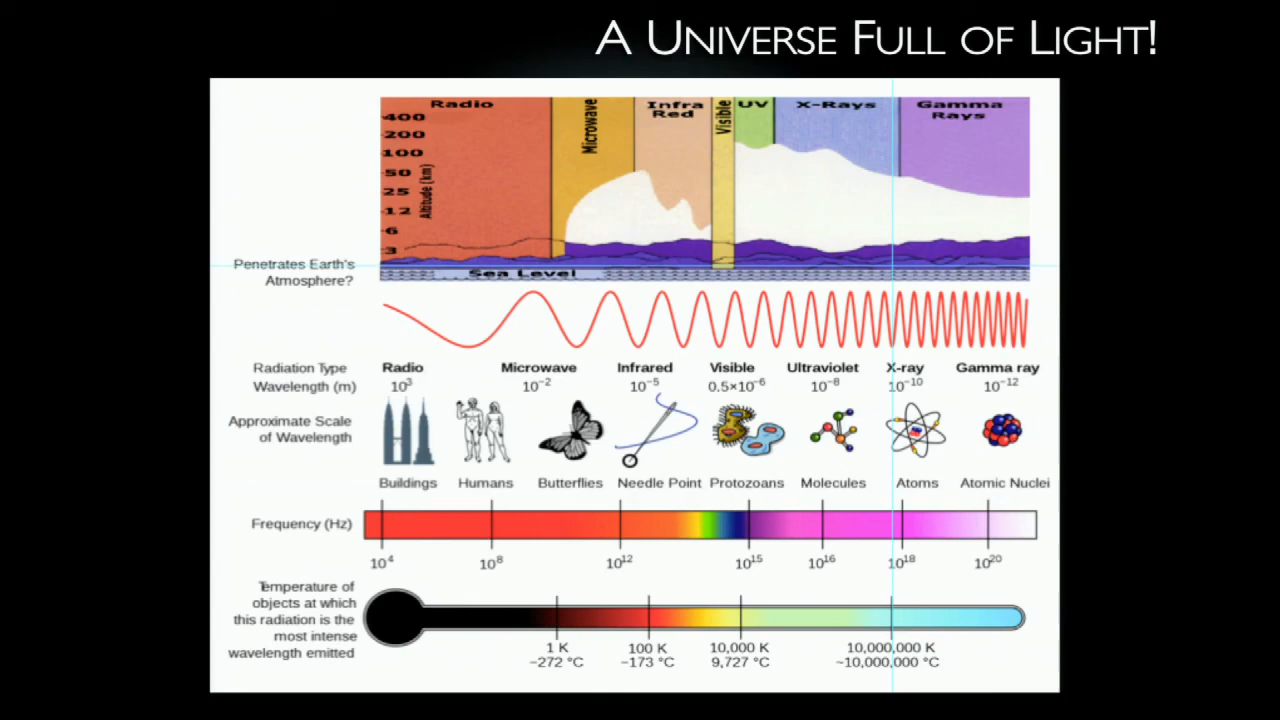 A UNIVERSE FULL OF LIGHT!
Radio
Microwave
Infra
Red
Visible
UV
X-Rays
Gamma
Rays
400
200
100
50
25
12
6
3
Altitude (km)
Penetrates Earth's
Atmosphere?
Sea Level
Radiation Type Radio Microwave Infrared Visible Ultraviolet X-ray Gamma ray
Wavelength (m) 10³ 10⁻² 10⁻⁵ 0.5×10⁻⁶ 10⁻⁸ 10⁻¹⁰ 10⁻¹²
Approximate Scale
of Wavelength
Buildings Humans Butterflies Needle Point Protozoans Molecules Atoms Atomic Nuclei
Frequency (Hz)
10⁴ 10⁸ 10¹² 10¹⁵ 10¹⁶ 10¹⁸ 10²⁰
Temperature of
objects at which
this radiation is the
most intense
wavelength emitted
1 K 100 K 10,000 K 10,000,000 K
−272 °C −173 °C 9,727 °C ~10,000,000 °C